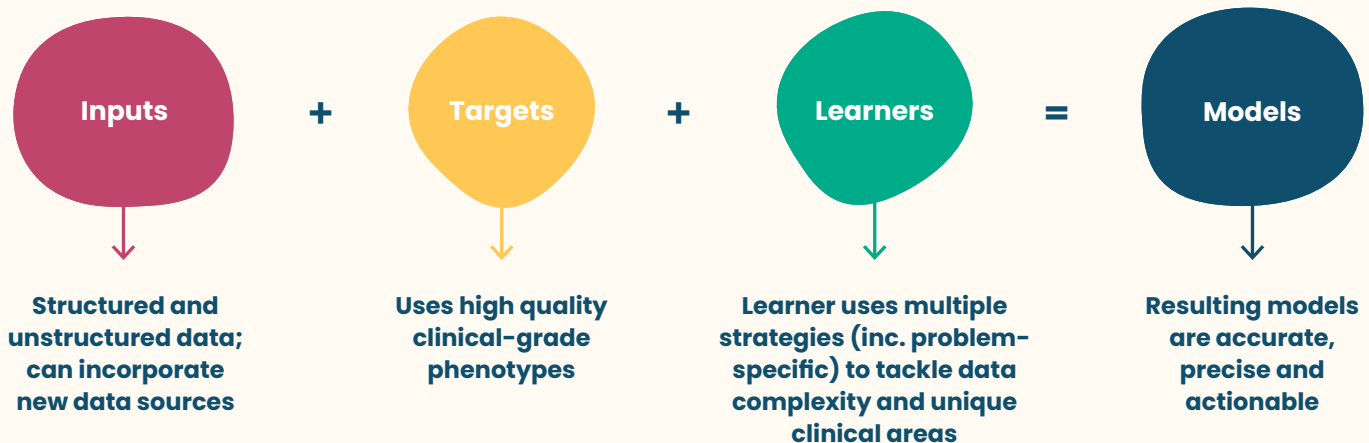 Inputs
+
Targets
+
Learners
=
Models
Structured and
unstructured data;
can incorporate
new data sources
Uses high quality
clinical-grade
phenotypes
Learner uses multiple
strategies (inc. problem-
specific) to tackle data
complexity and unique
clinical areas
Resulting models
are accurate,
precise and
actionable